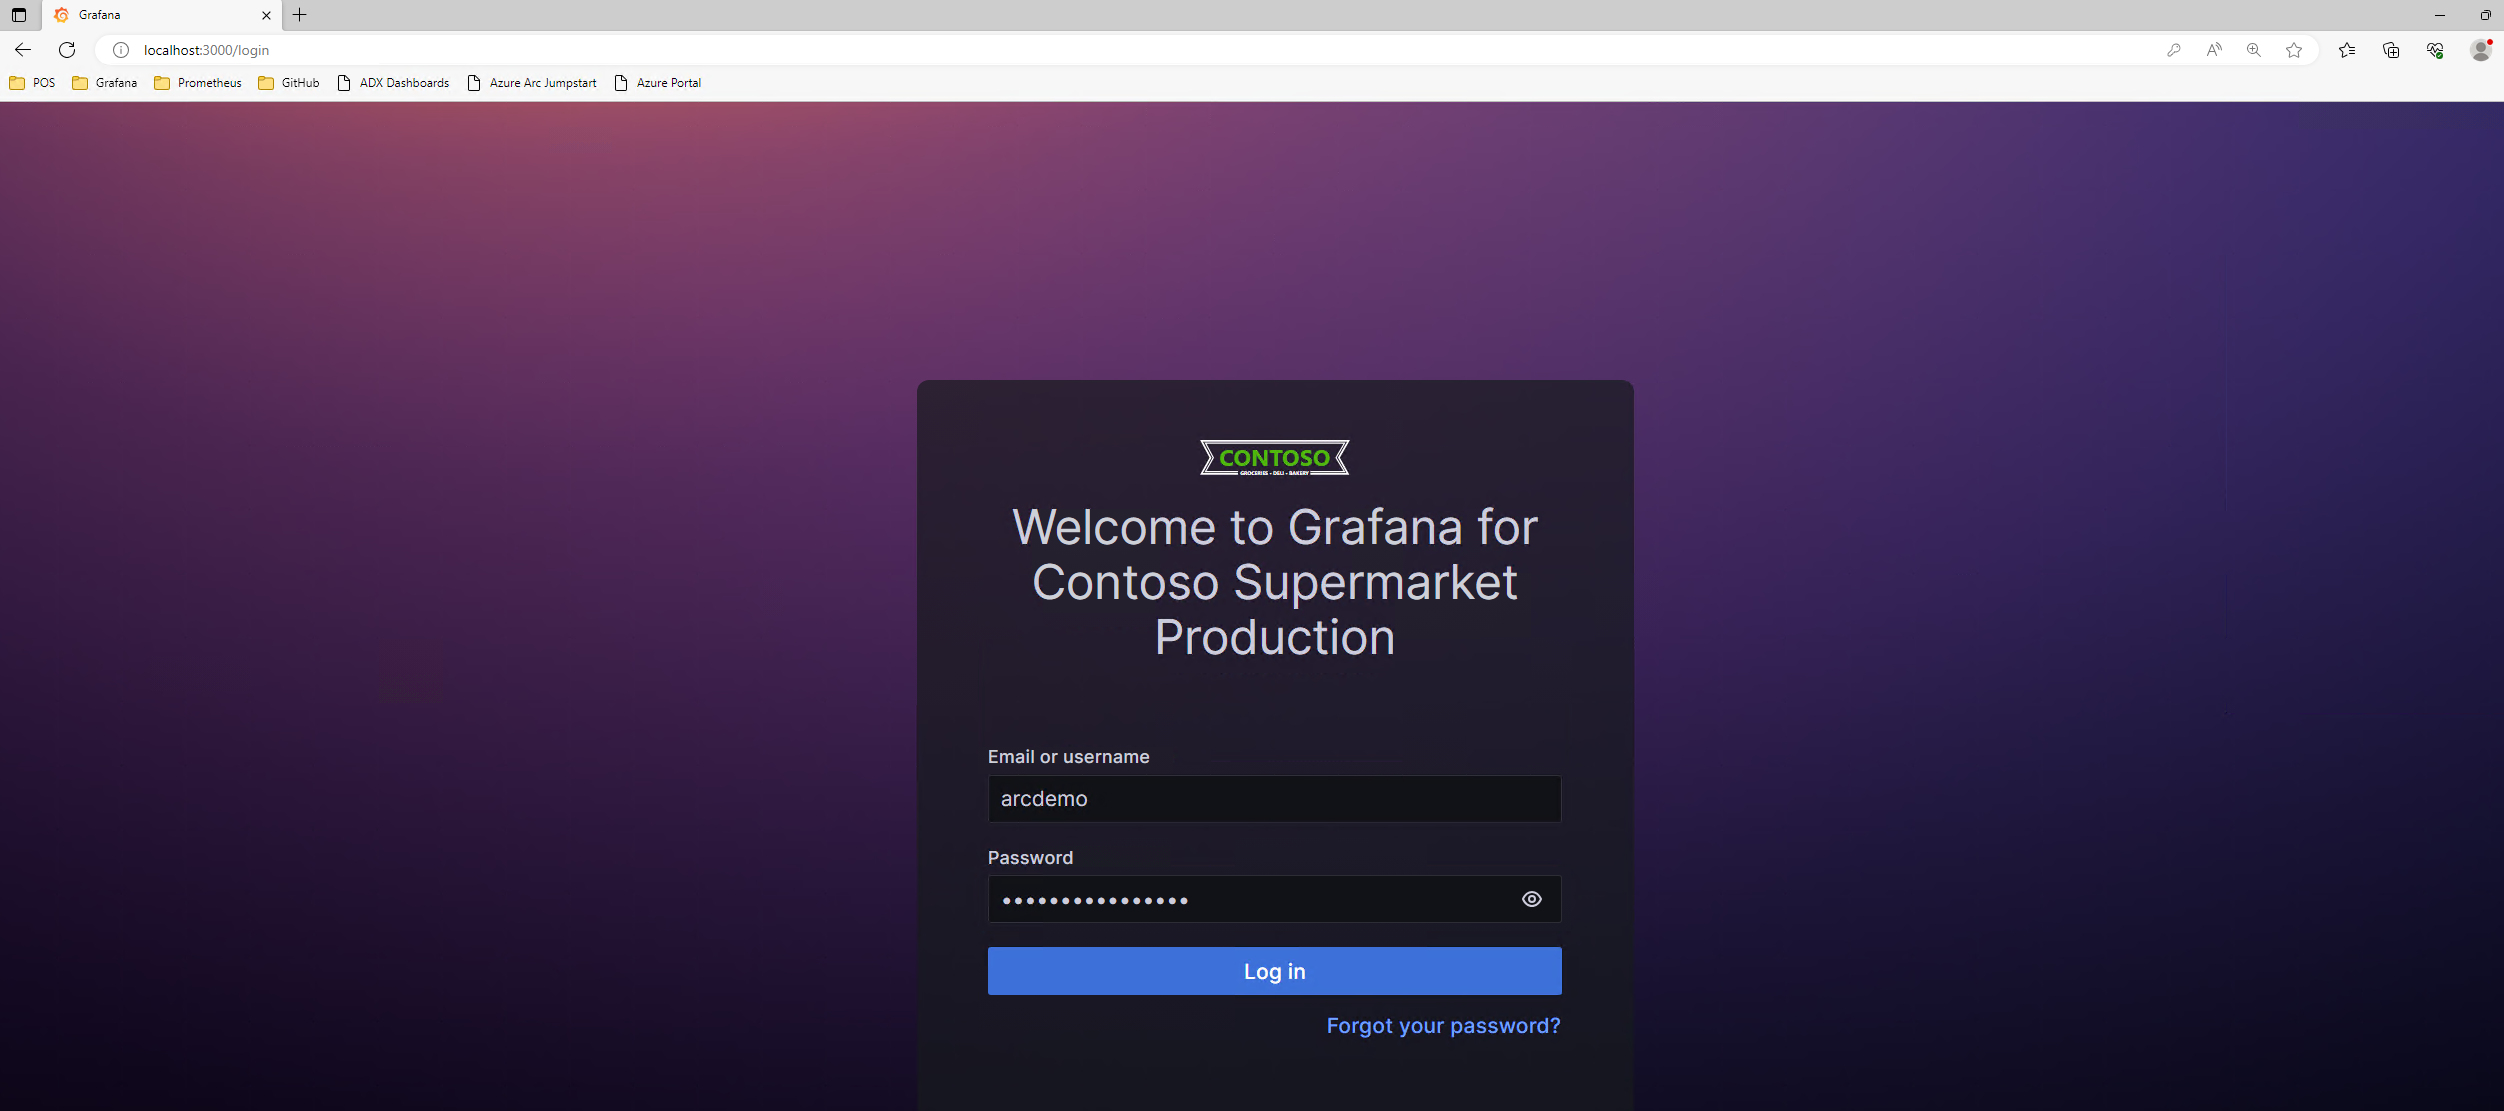 Grafana
localhost:3000/login
POS Grafana Prometheus GitHub ADX Dashboards Azure Arc Jumpstart Azure Portal
CONTOSO
GROCERIES - DELI - BAKERY
Welcome to Grafana for
Contoso Supermarket
Production
Email or username
arcdemo
Password
••••••••••••••••
Log in
Forgot your password?